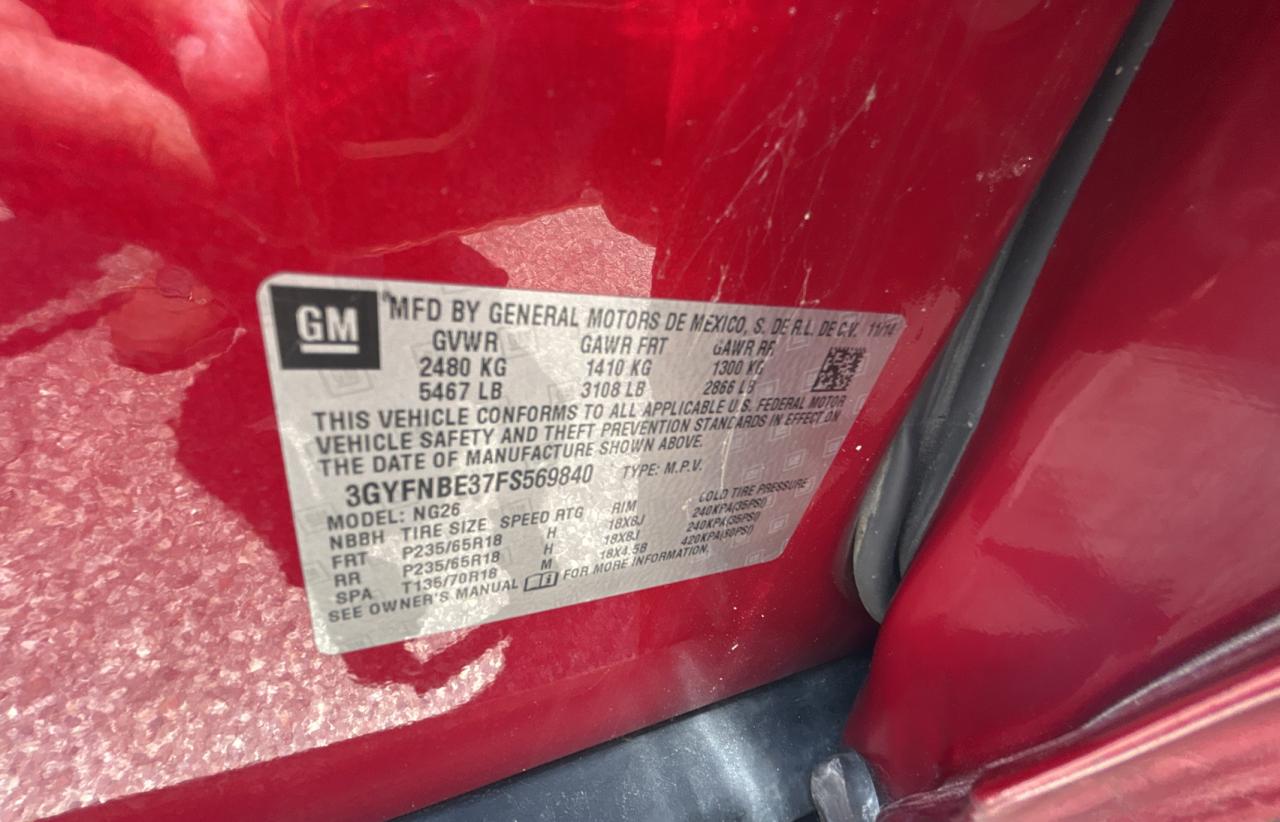 GM
MFD BY GENERAL MOTORS DE MEXICO, S. DE R.L. DE C.V. 11/14
GVWR GAWR FRT GAWR RR
2480 KG 1410 KG 1300 KG
5467 LB 3108 LB 2866 LB
THIS VEHICLE CONFORMS TO ALL APPLICABLE U.S. FEDERAL MOTOR
VEHICLE SAFETY AND THEFT PREVENTION STANDARDS IN EFFECT ON
THE DATE OF MANUFACTURE SHOWN ABOVE.
3GYFNBE37FS569840 TYPE: M.P.V.
MODEL: NG26
NBBH TIRE SIZE SPEED RTG RIM COLD TIRE PRESSURE
FRT P235/65R18 H 18X8J 240KPA(35PSI)
RR P235/65R18 H 18X8J 240KPA(35PSI)
SPA T135/70R18 M 18X4.5B 420KPA(60PSI)
SEE OWNER'S MANUAL FOR MORE INFORMATION.